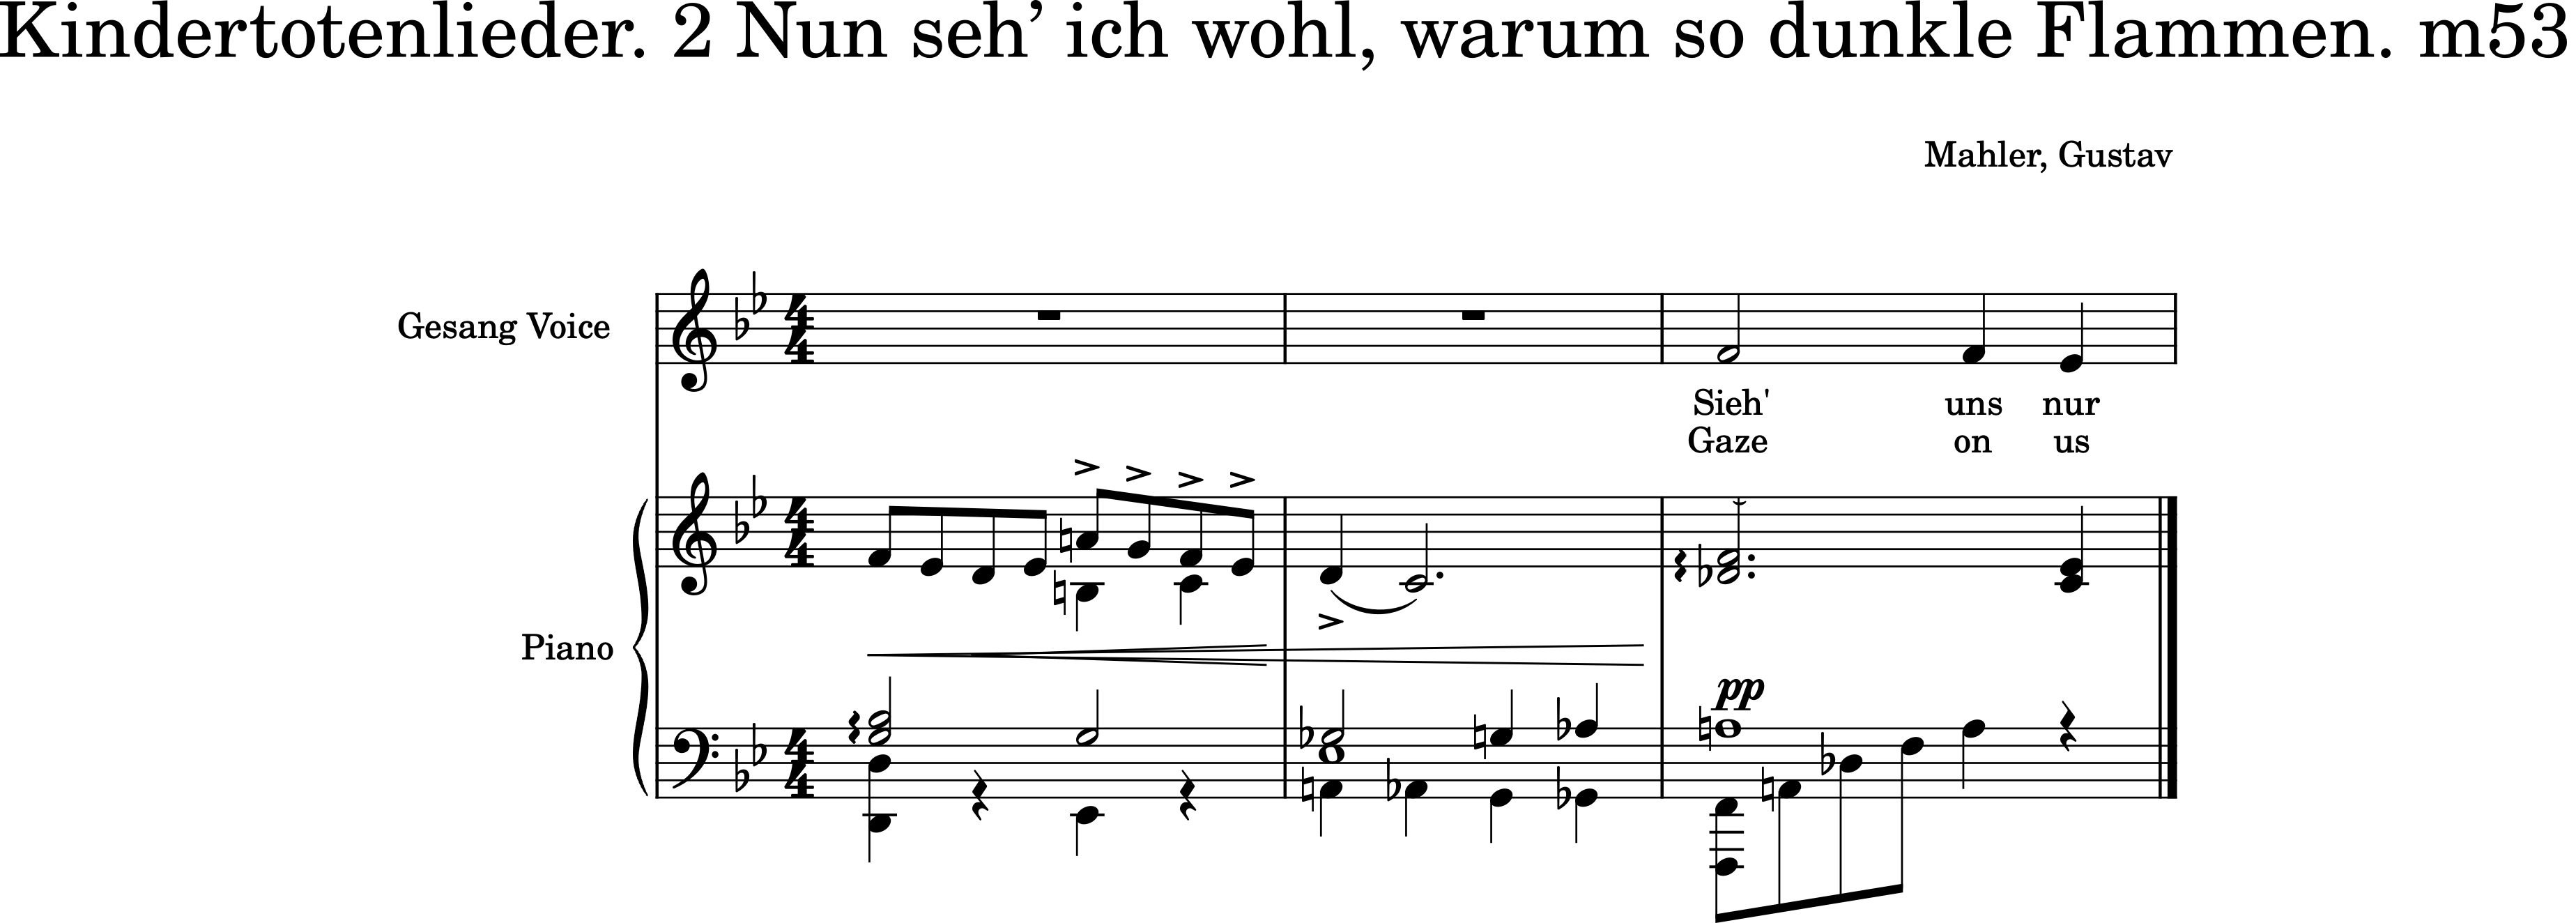 Kindertotenlieder. 2 Nun seh’ ich wohl, warum so dunkle Flammen. m53
Mahler, Gustav
Gesang Voice
Sieh' uns nur
Gaze on us
Piano
pp